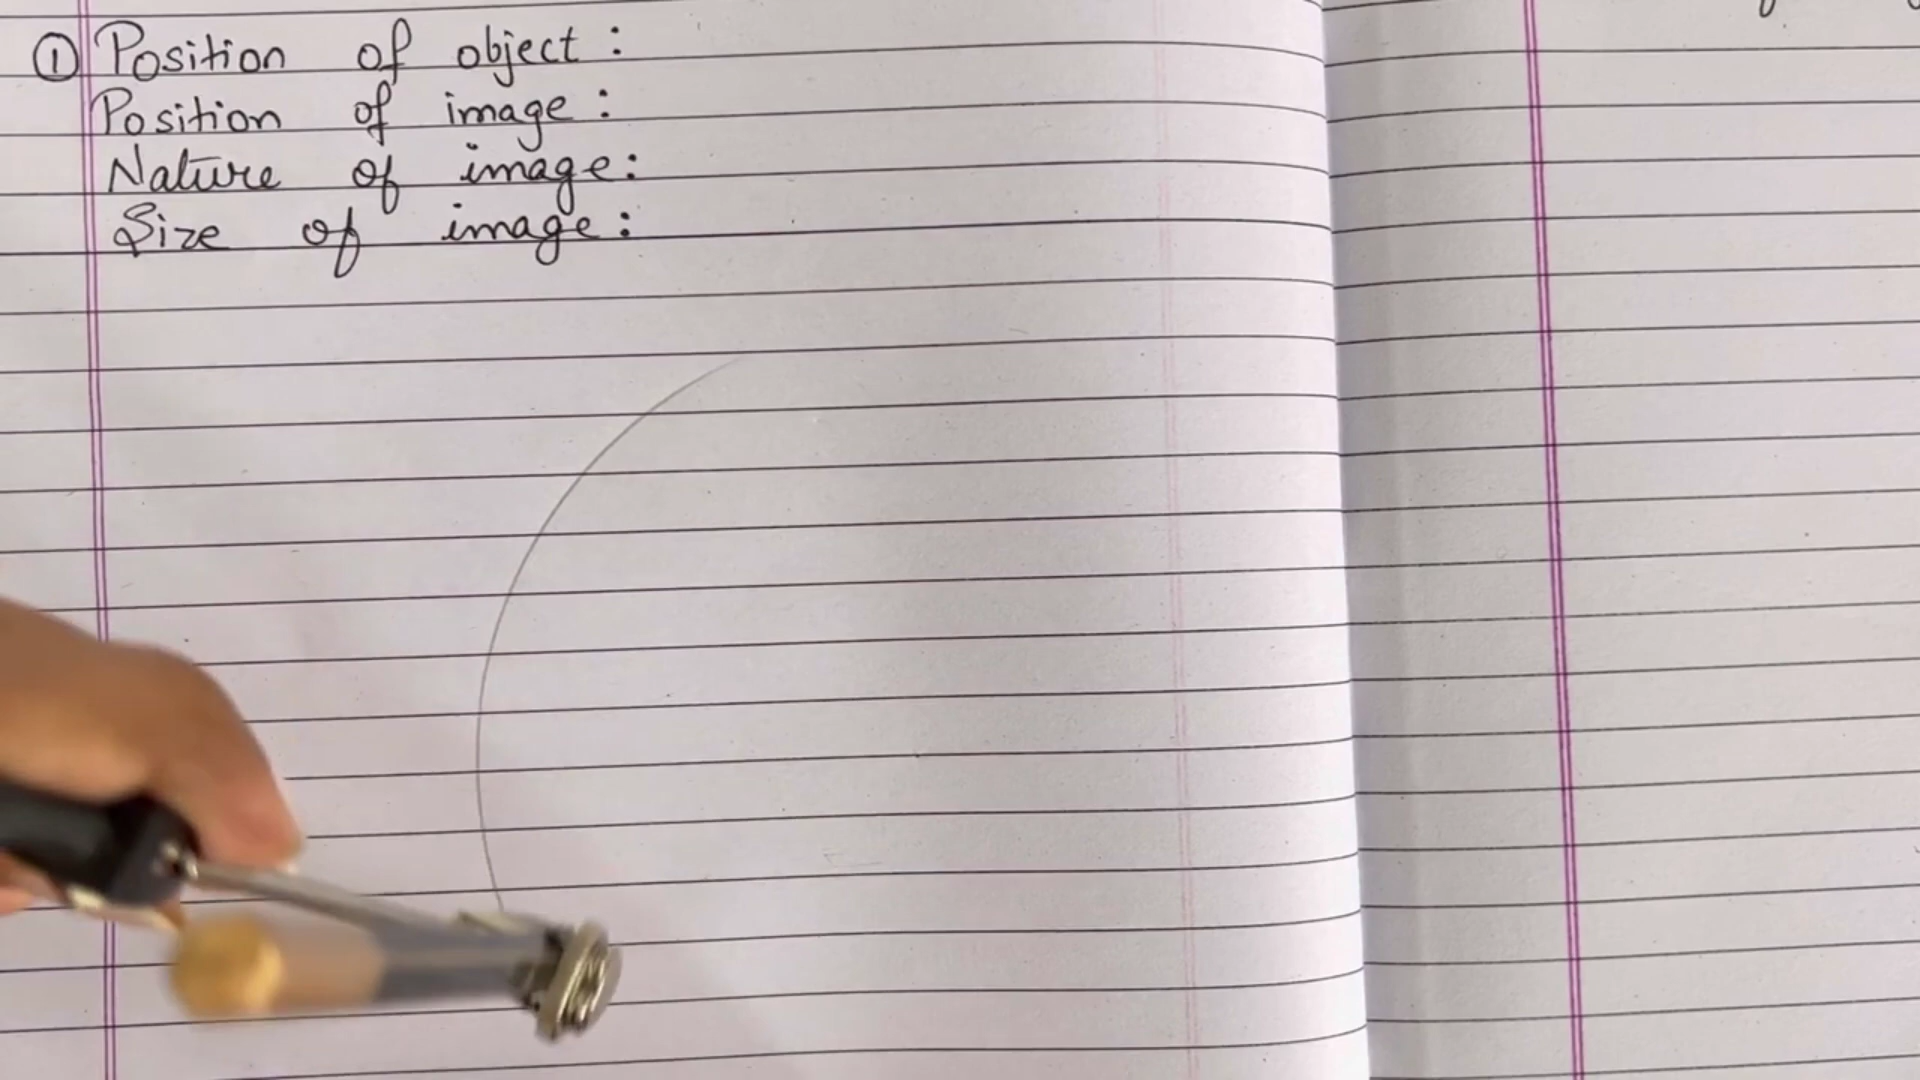 ① Position of object :
Position of image :
Nature of image :
Size of image :